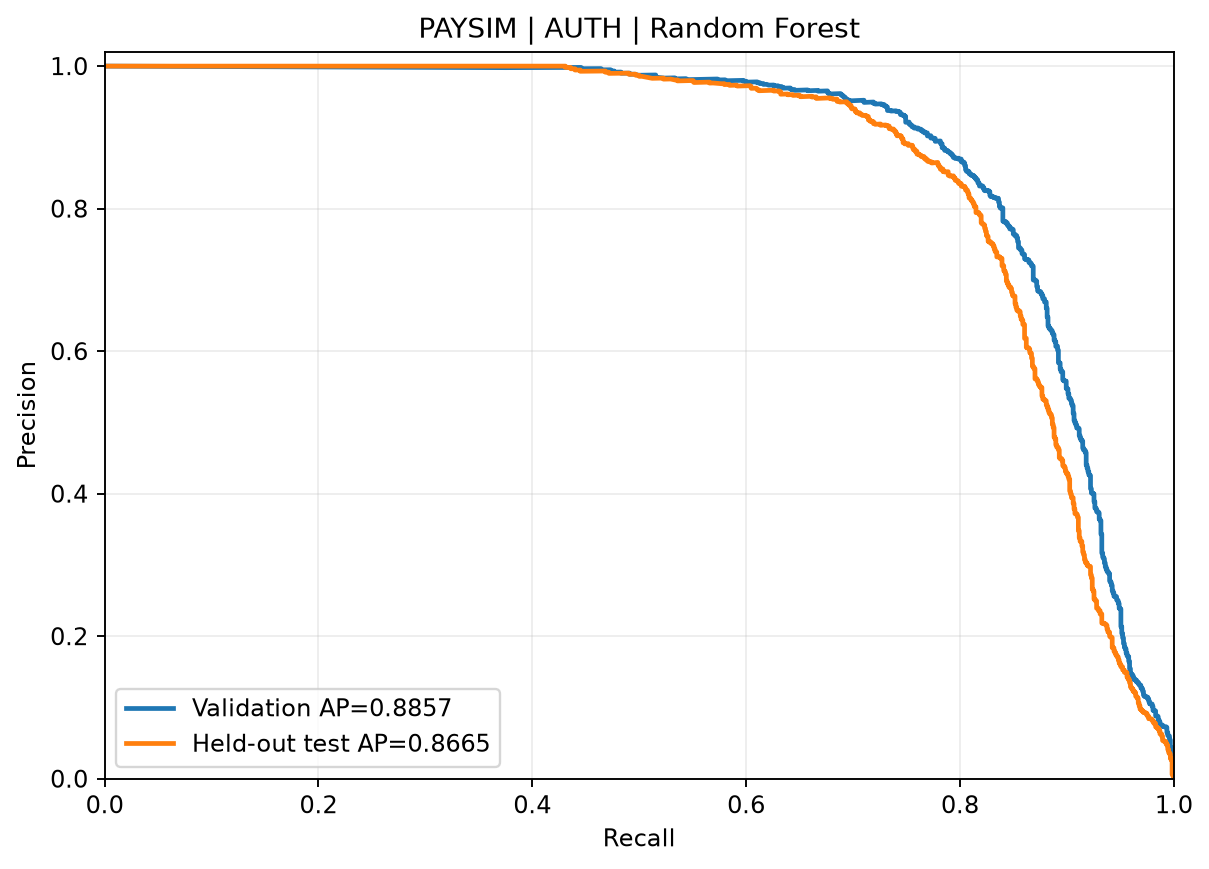 PAYSIM | AUTH | Random Forest
1.0
0.8
0.6
0.4
0.2
0.0
Precision
Validation AP=0.8857
Held-out test AP=0.8665
0.0 0.2 0.4 0.6 0.8 1.0
Recall